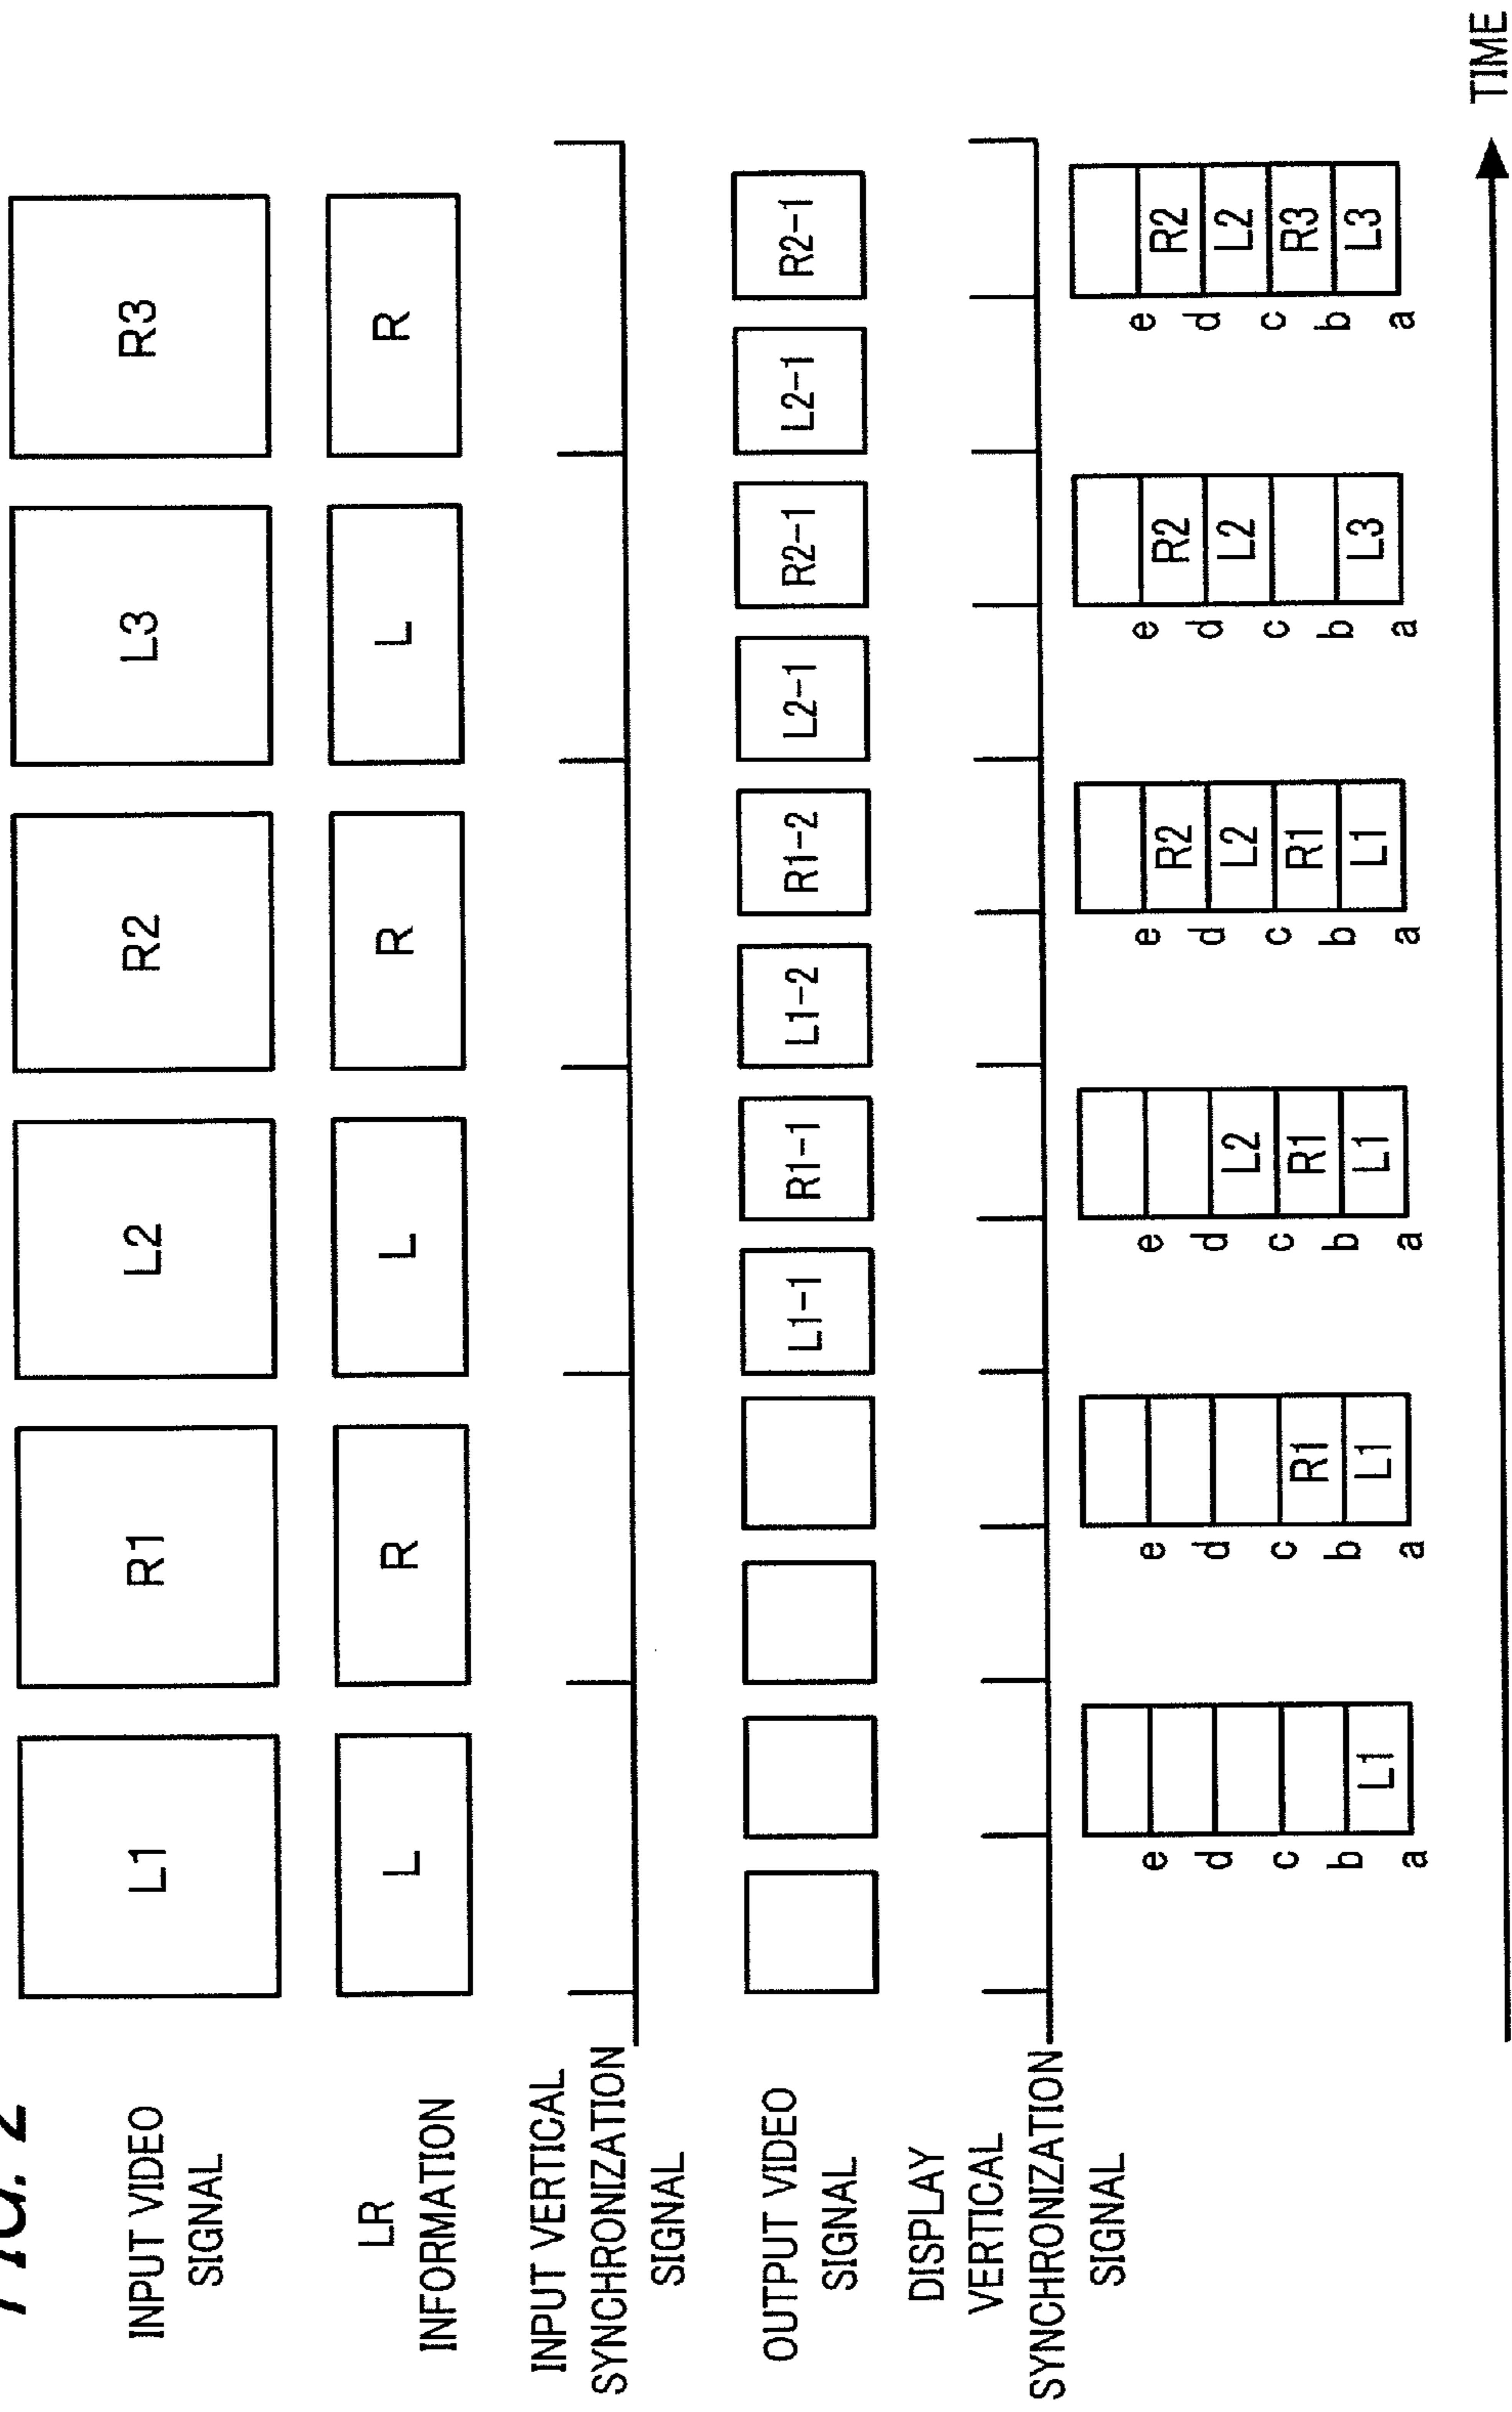 FIG. 2
INPUT VIDEO
SIGNAL
L1 R1 L2 R2 L3 R3
LR
INFORMATION
L R L R L R
INPUT VERTICAL
SYNCHRONIZATION
SIGNAL
OUTPUT VIDEO
SIGNAL
L1-1 R1-1 L1-2 R1-2 L2-1 R2-1 L2-1 R2-1
DISPLAY
VERTICAL
SYNCHRONIZATION
SIGNAL
e e e e e e
d d R2 d R2 d R2
d d
c c c L2 c L2 c L2 c L2
b b R1 b R1 b R1 b b R3
a L1 a L1 a L1 a L1 a L3 a L3
TIME